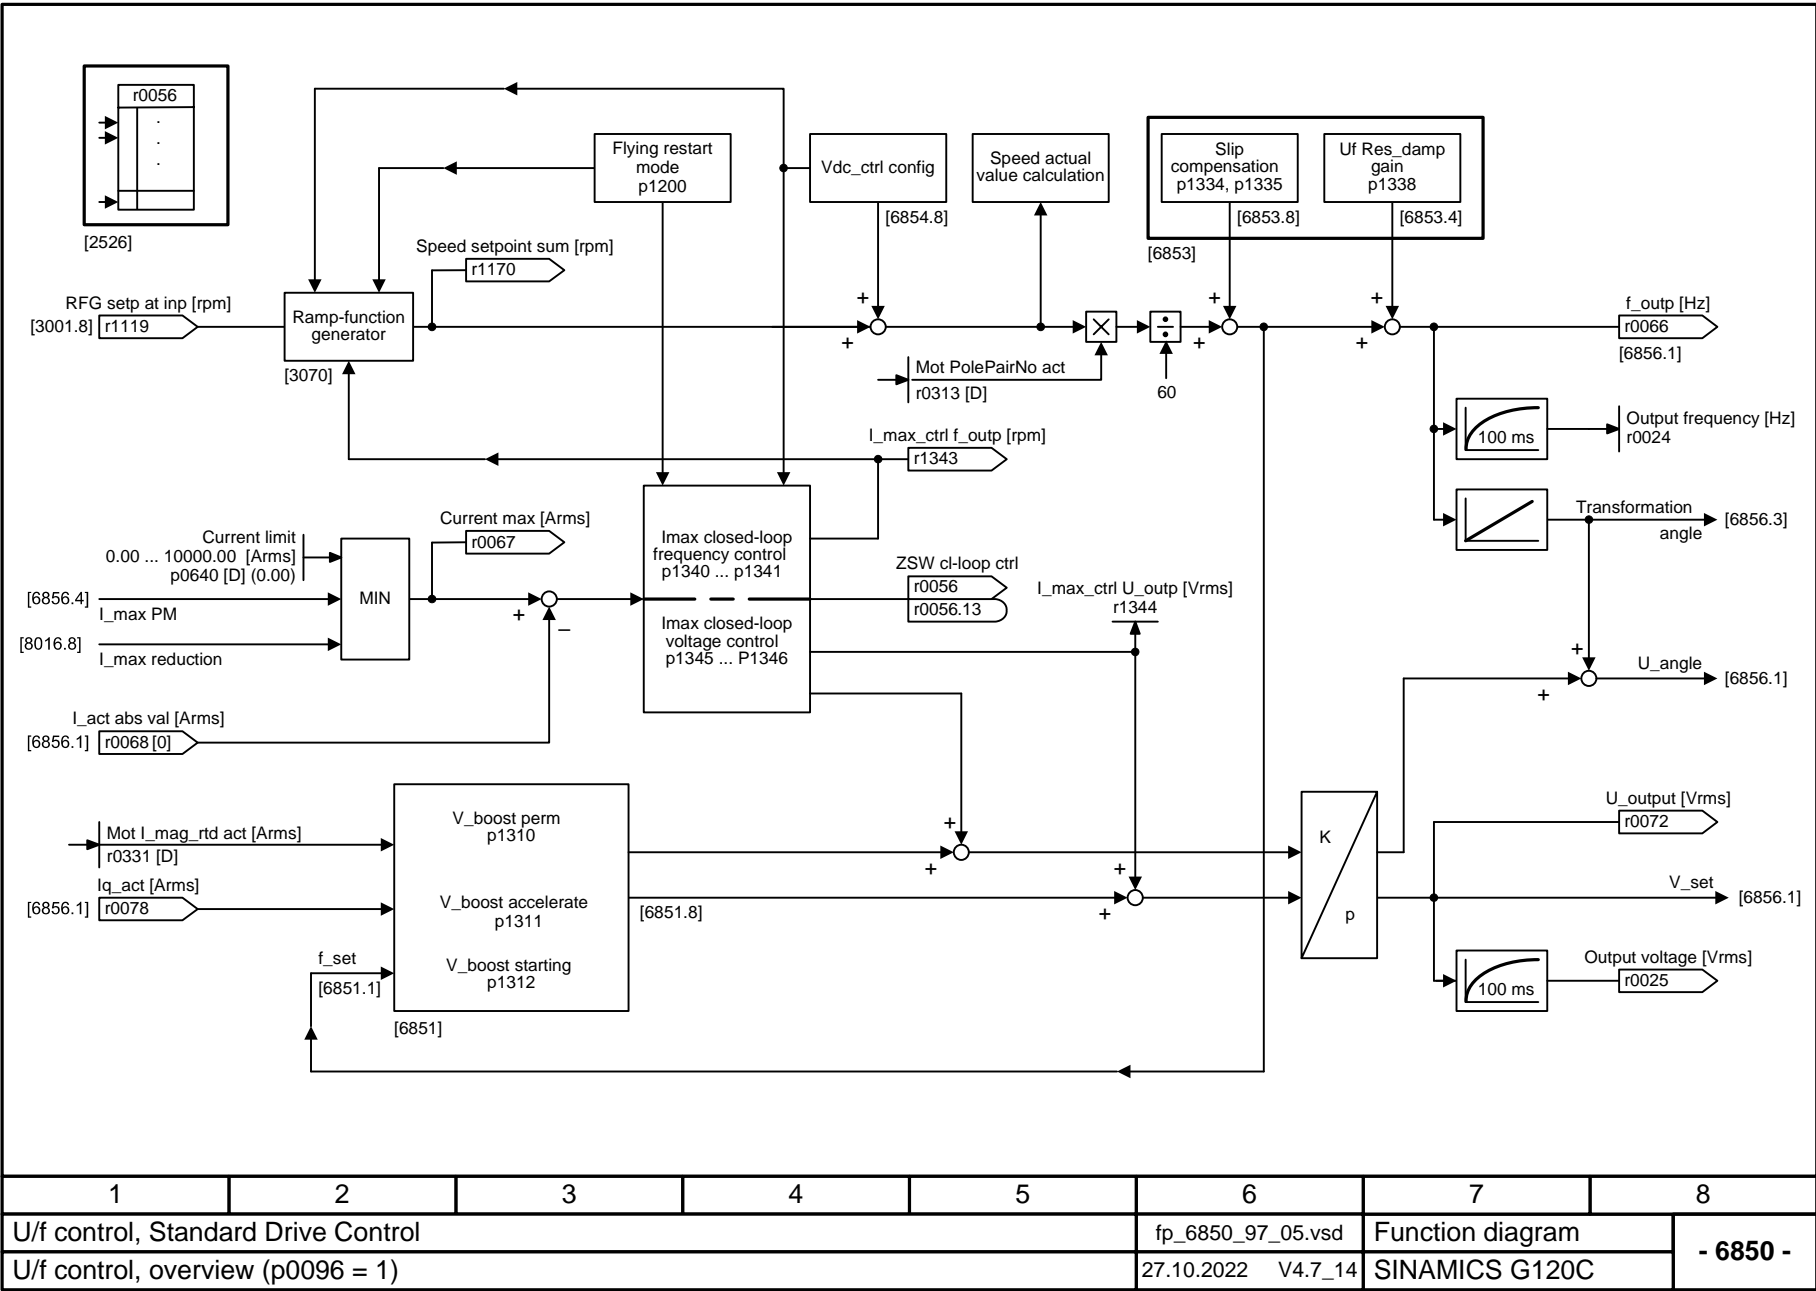 r0056
[2526]
Flying restart
mode
p1200
Vdc_ctrl config
[6854.8]
Speed actual
value calculation
Slip
compensation
p1334, p1335
[6853.8]
Uf Res_damp
gain
p1338
[6853.4]
[6853]
Speed setpoint sum [rpm]
r1170
RFG setp at inp [rpm]
[3001.8] r1119
Ramp-function
generator
[3070]
+
+
Mot PolePairNo act
r0313 [D]
×
÷
60
+
+
+
+
f_outp [Hz]
r0066
[6856.1]
100 ms
Output frequency [Hz]
r0024
I_max_ctrl f_outp [rpm]
r1343
Transformation
angle
[6856.3]
Current limit
0.00 ... 10000.00 [Arms]
p0640 [D] (0.00)
[6856.4]
I_max PM
[8016.8]
I_max reduction
MIN
Current max [Arms]
r0067
+
–
Imax closed-loop
frequency control
p1340 ... p1341
Imax closed-loop
voltage control
p1345 ... P1346
ZSW cl-loop ctrl
r0056
r0056.13
I_max_ctrl U_outp [Vrms]
r1344
+
+
U_angle
[6856.1]
I_act abs val [Arms]
[6856.1] r0068 [0]
Mot I_mag_rtd act [Arms]
r0331 [D]
Iq_act [Arms]
[6856.1] r0078
f_set
[6851.1]
V_boost perm
p1310
V_boost accelerate
p1311
V_boost starting
p1312
[6851]
[6851.8]
+
+
+
+
K
p
U_output [Vrms]
r0072
V_set
[6856.1]
100 ms
Output voltage [Vrms]
r0025
1 2 3 4 5 6 7 8
U/f control, Standard Drive Control
fp_6850_97_05.vsd
Function diagram
- 6850 -
U/f control, overview (p0096 = 1)
27.10.2022 V4.7_14
SINAMICS G120C